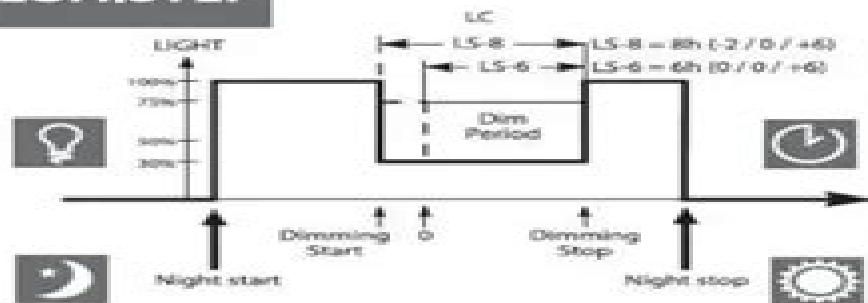 LC
LIGHT
LS-8 LS-8 = 8h (-2 / 0 / +6)
LS-6 LS-6 = 6h (0 / 0 / +6)
100%
75%
Dim
Period
50%
30%
Dimming
Start
0
Dimming
Stop
Night start
Night stop